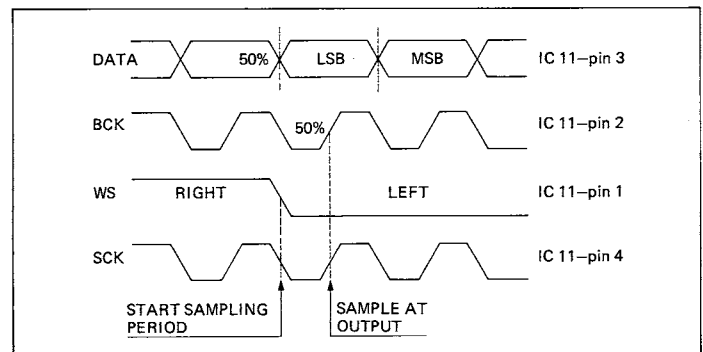 DATA 50% LSB MSB IC 11-pin 3
BCK 50% IC 11-pin 2
WS RIGHT LEFT IC 11-pin 1
SCK IC 11-pin 4
START SAMPLING
PERIOD
SAMPLE AT
OUTPUT